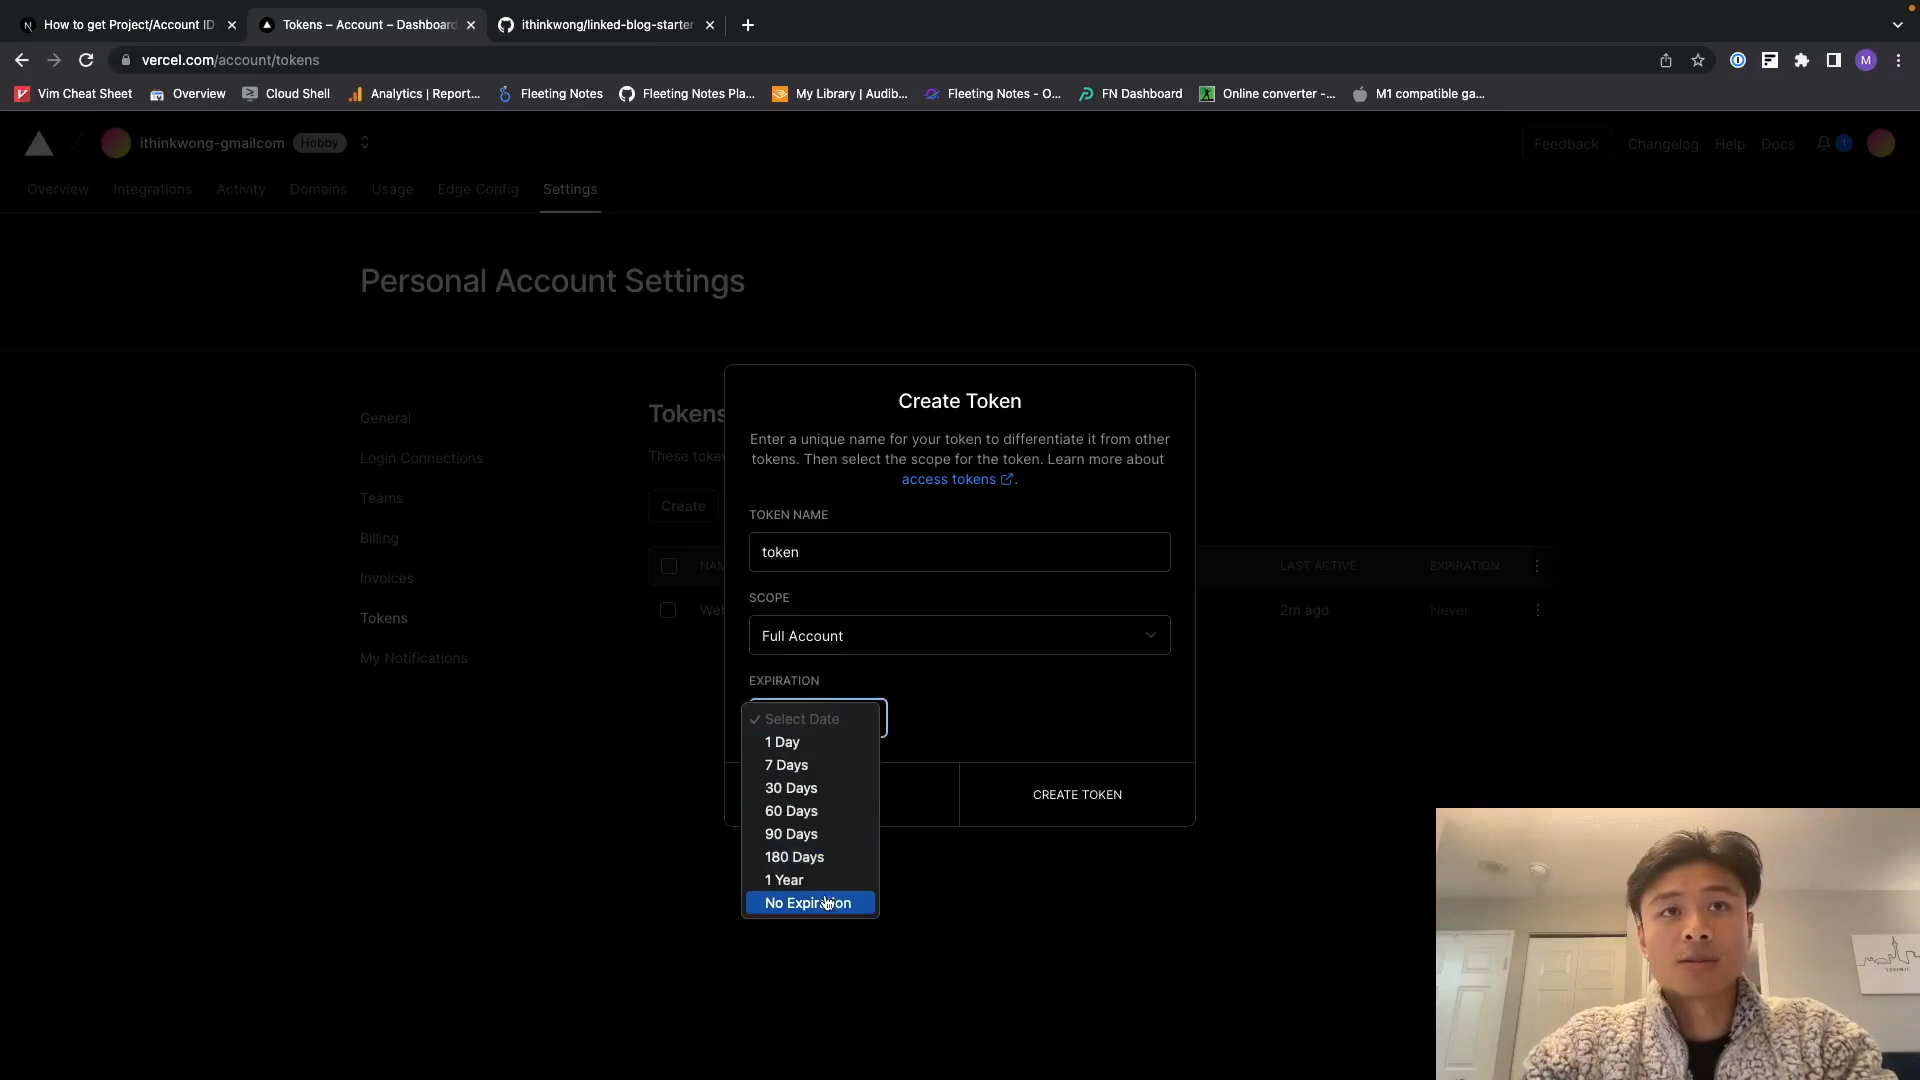 How to get Project/Account ID
Tokens – Account – Dashboard
ithinkwong/linked-blog-starter
vercel.com/account/tokens
M
Vim Cheat Sheet
Overview
Cloud Shell
Analytics | Report...
Fleeting Notes
Fleeting Notes Pla...
My Library | Audib...
Fleeting Notes - O...
FN Dashboard
Online converter -...
M1 compatible ga...
ithinkwong-gmailcom
Hobby
Feedback
Changelog
Help
Docs
1
Overview
Integrations
Activity
Domains
Usage
Edge Config
Settings
Personal Account Settings
General
Login Connections
Teams
Billing
Invoices
Tokens
My Notifications
Tokens
Create
LAST ACTIVE
EXPIRATION
2m ago
Never
Create Token
Enter a unique name for your token to differentiate it from other
tokens. Then select the scope for the token. Learn more about
access tokens.
TOKEN NAME
token
SCOPE
Full Account
EXPIRATION
Select Date
1 Day
7 Days
30 Days
60 Days
90 Days
180 Days
1 Year
No Expiration
CREATE TOKEN